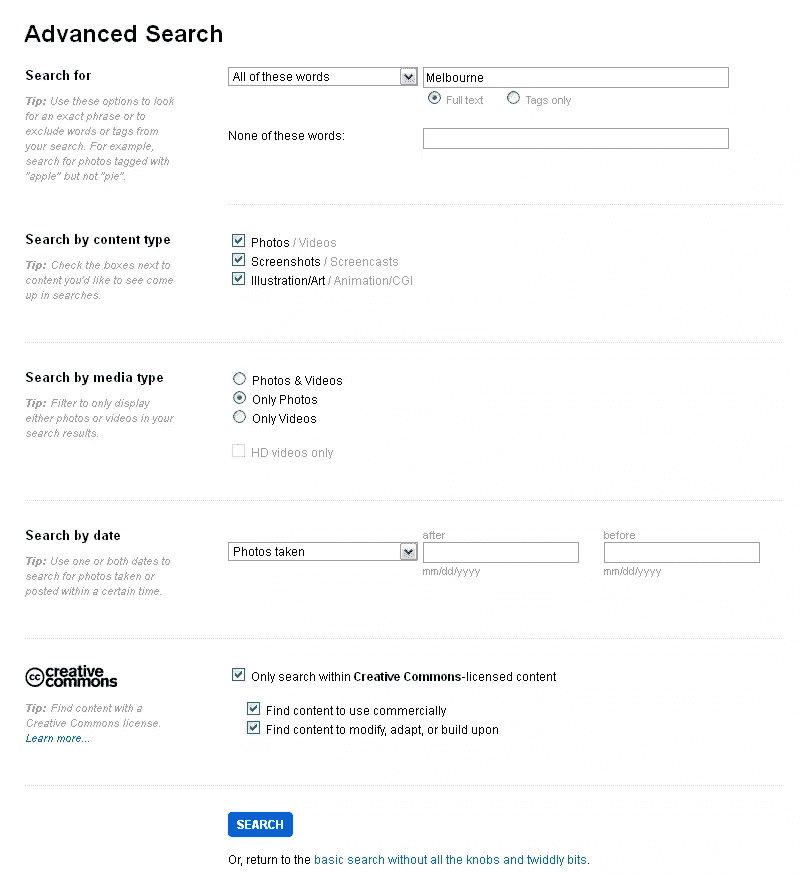 Advanced Search
Search for
Tip: Use these options to look
for an exact phrase or to
exclude words or tags from
your search. For example,
search for photos tagged with
"apple" but not "pie".
All of these words
Melbourne
Full text
Tags only
None of these words:
Search by content type
Tip: Check the boxes next to
content you'd like to see come
up in searches.
Photos / Videos
Screenshots / Screencasts
Illustration/Art / Animation/CGI
Search by media type
Tip: Filter to only display
either photos or videos in your
search results.
Photos & Videos
Only Photos
Only Videos
HD videos only
Search by date
Tip: Use one or both dates to
search for photos taken or
posted within a certain time.
Photos taken
after
mm/dd/yyyy
before
mm/dd/yyyy
cc creative
commons
Tip: Find content with a
Creative Commons license.
Learn more...
Only search within Creative Commons-licensed content
Find content to use commercially
Find content to modify, adapt, or build upon
SEARCH
Or, return to the basic search without all the knobs and twiddly bits.